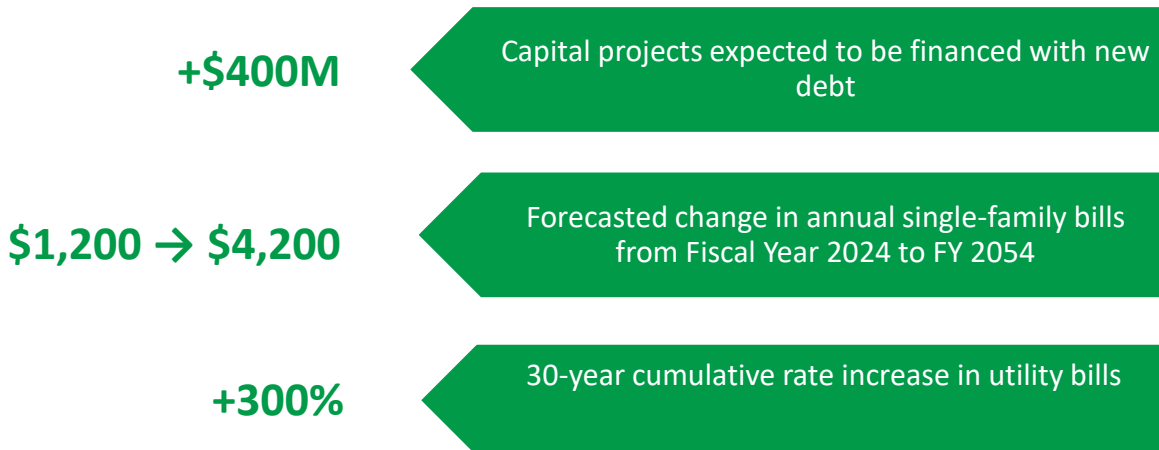 +$400M
Capital projects expected to be financed with new
debt
$1,200 → $4,200
Forecasted change in annual single-family bills
from Fiscal Year 2024 to FY 2054
+300%
30-year cumulative rate increase in utility bills